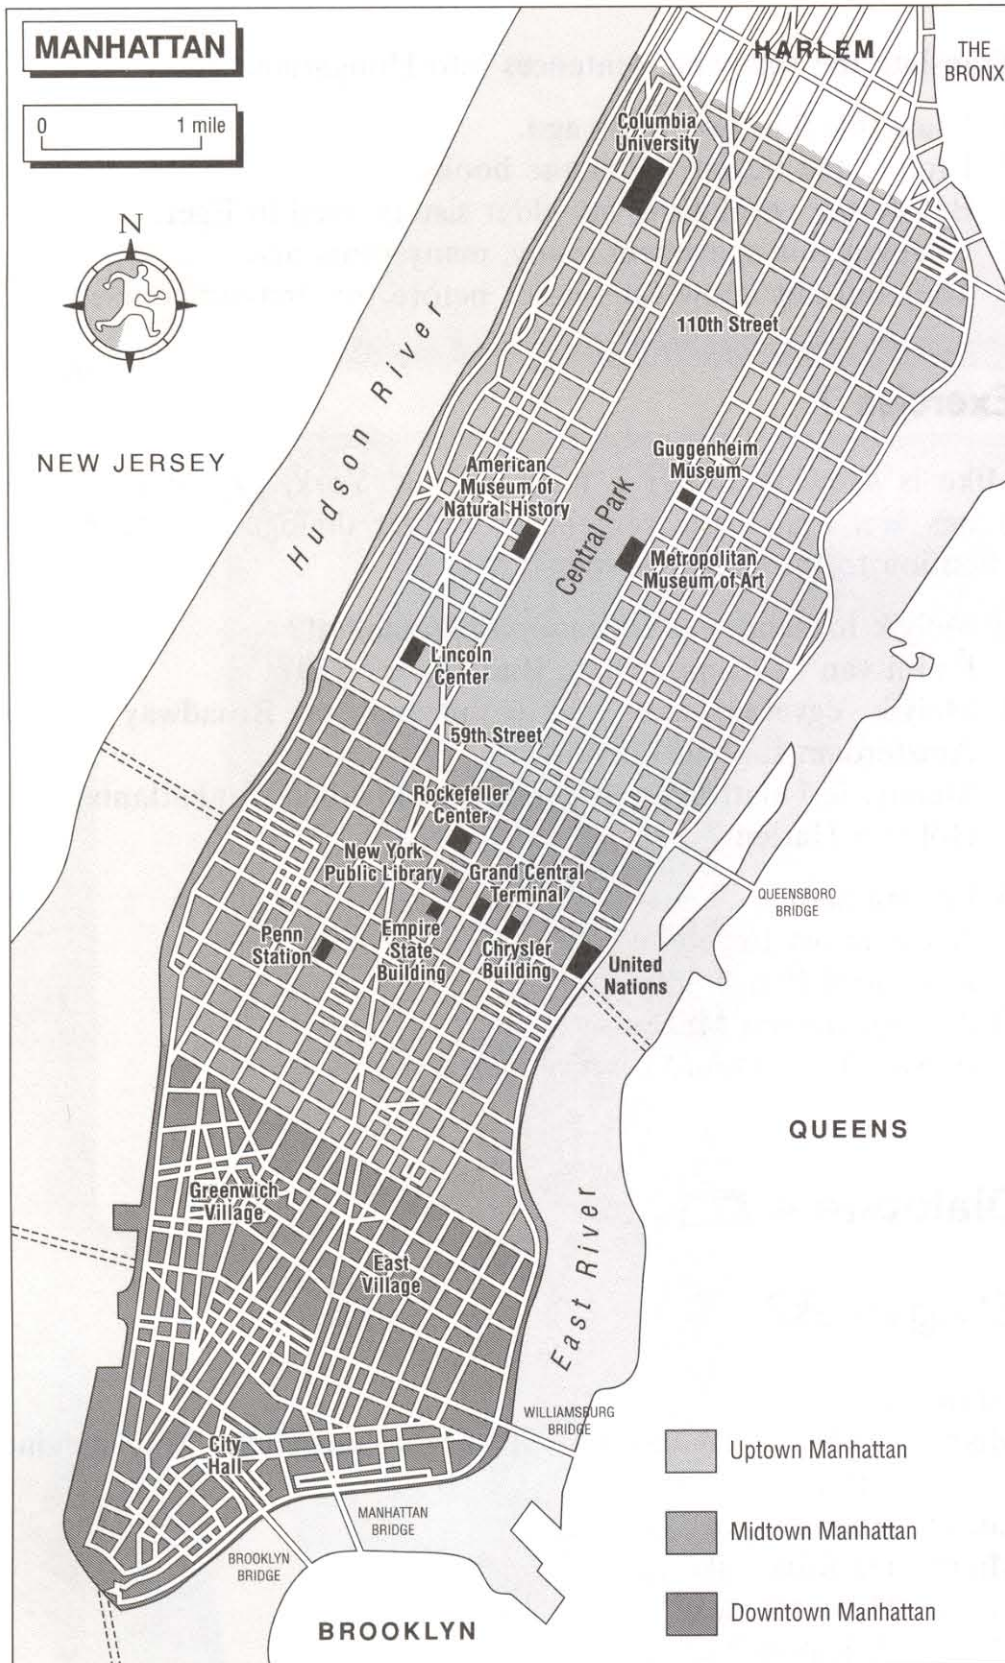 MANHATTAN
0 1 mile
N
HARLEM
THE
BRONX
Columbia
University
110th Street
Hudson River
NEW JERSEY
American
Museum of
Natural History
Guggenheim
Museum
Central Park
Metropolitan
Museum of Art
Lincoln
Center
59th Street
Rockefeller
Center
New York
Public Library
Grand Central
Terminal
QUEENSBORO
BRIDGE
Penn
Station
Empire
State
Building
Chrysler
Building
United
Nations
QUEENS
Greenwich
Village
East
Village
East River
WILLIAMSBURG
BRIDGE
City
Hall
Uptown Manhattan
MANHATTAN
BRIDGE
Midtown Manhattan
BROOKLYN
BRIDGE
Downtown Manhattan
BROOKLYN